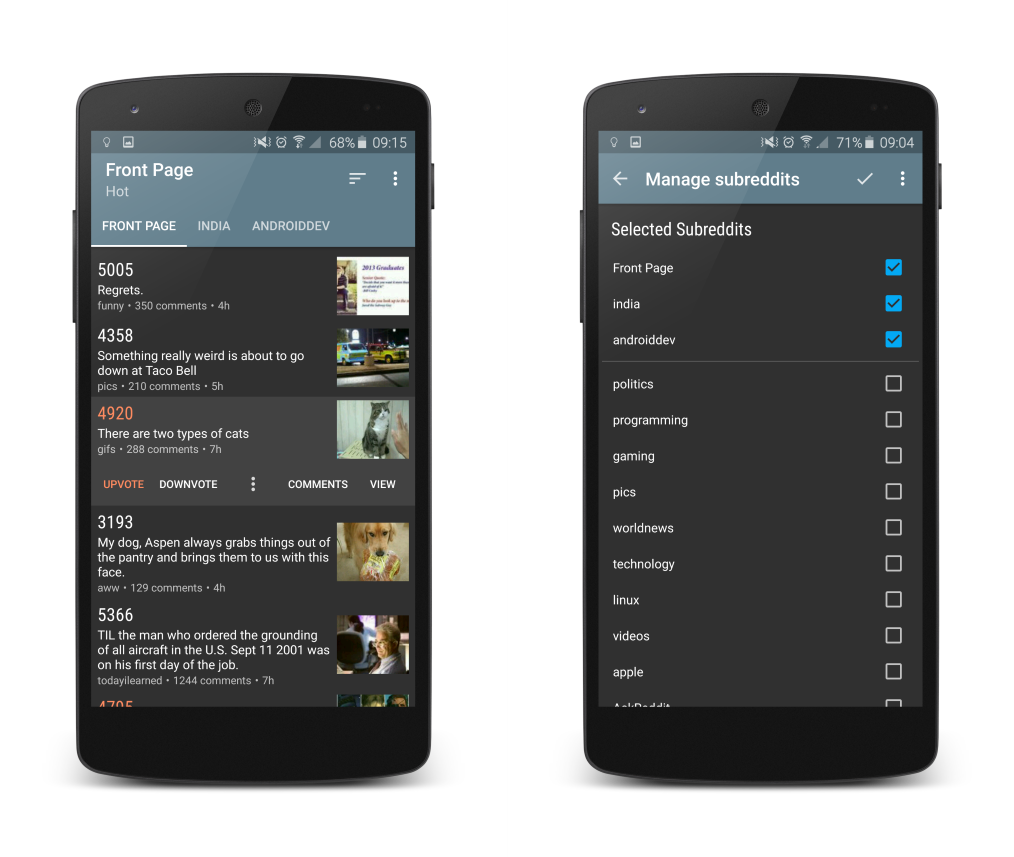 68% 09:15
Front Page
Hot
FRONT PAGE INDIA ANDROIDDEV
5005
Regrets.
funny • 350 comments • 4h
2013 Graduates
4358
Something really weird is about to go
down at Taco Bell
pics • 210 comments • 5h
4920
There are two types of cats
gifs • 288 comments • 7h
UPVOTE DOWNVOTE COMMENTS VIEW
3193
My dog, Aspen always grabs things out of
the pantry and brings them to us with this
face.
aww • 129 comments • 4h
5366
TIL the man who ordered the grounding
of all aircraft in the U.S. Sept 11 2001 was
on his first day of the job.
todayilearned • 1244 comments • 7h
4795
71% 09:04
Manage subreddits
Selected Subreddits
Front Page
india
androiddev
politics
programming
gaming
pics
worldnews
technology
linux
videos
apple
AskReddit